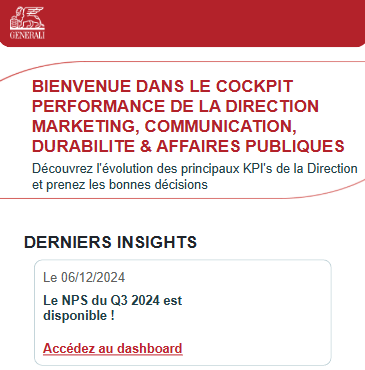 GENERALI
BIENVENUE DANS LE COCKPIT
PERFORMANCE DE LA DIRECTION
MARKETING, COMMUNICATION,
DURABILITE & AFFAIRES PUBLIQUES
Découvrez l'évolution des principaux KPI's de la Direction
et prenez les bonnes décisions
DERNIERS INSIGHTS
Le 06/12/2024
Le NPS du Q3 2024 est
disponible !
Accédez au dashboard